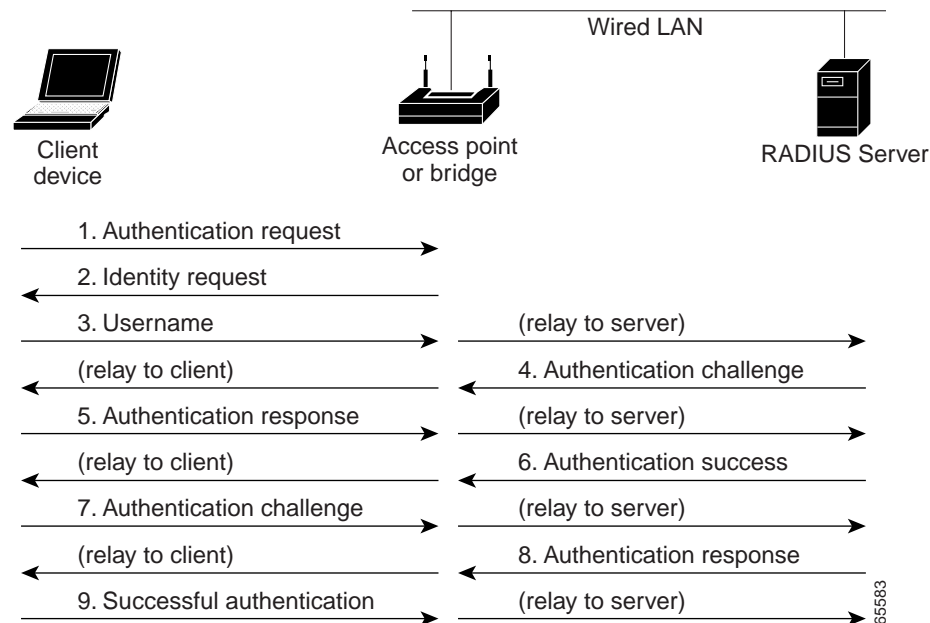 Wired LAN
Client
device
Access point
or bridge
RADIUS Server
1. Authentication request
2. Identity request
3. Username
(relay to server)
(relay to client)
4. Authentication challenge
5. Authentication response
(relay to server)
(relay to client)
6. Authentication success
7. Authentication challenge
(relay to server)
(relay to client)
8. Authentication response
9. Successful authentication
(relay to server)
65583